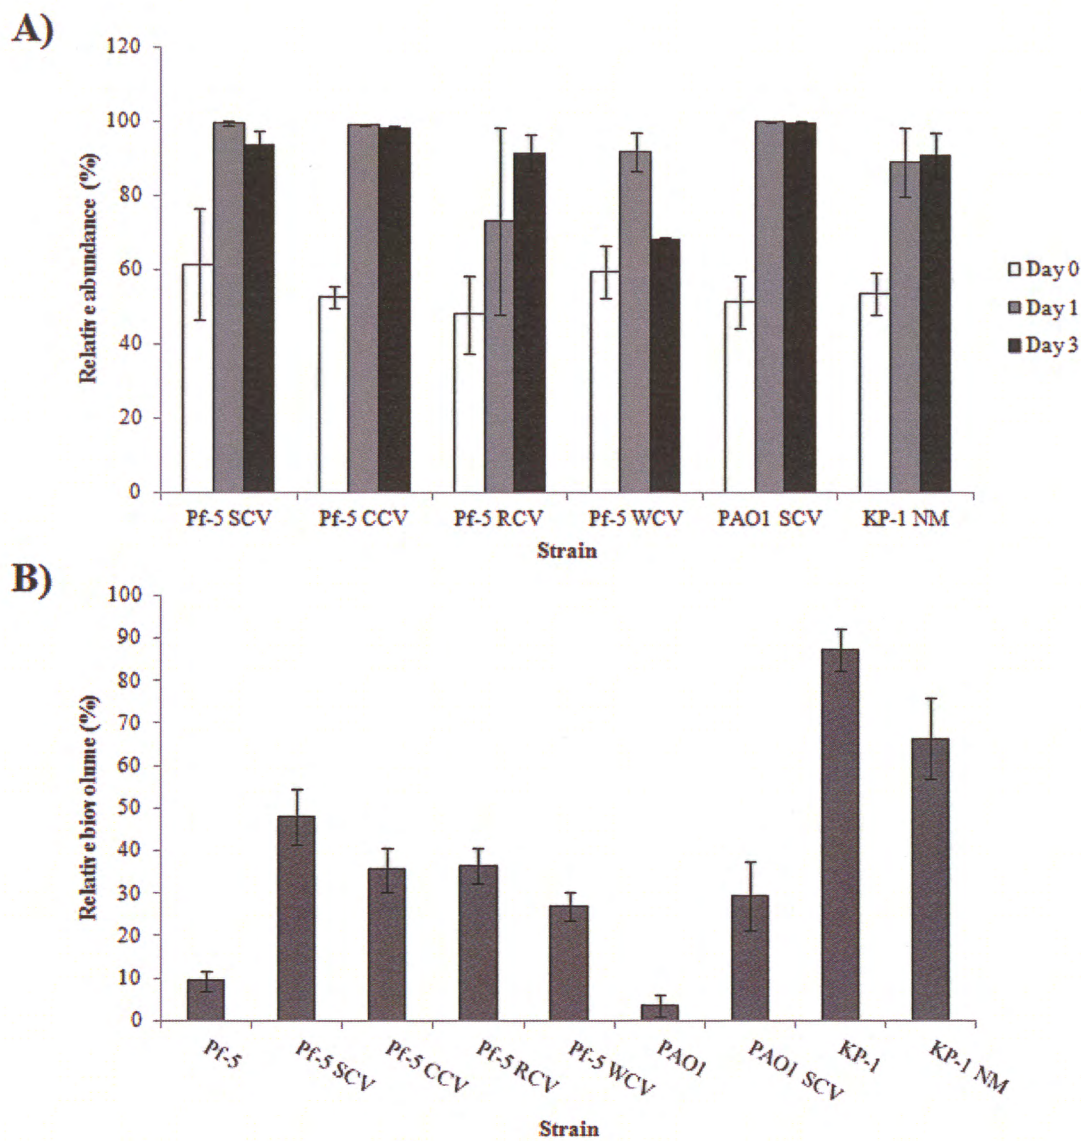 A)
120
100
80
60
40
20
0
Relative abundance (%)
Pf-5 SCV Pf-5 CCV Pf-5 RCV Pf-5 WCV PAO1 SCV KP-1 NM
Strain
Day 0
Day 1
Day 3
B)
100
90
80
70
60
50
40
30
20
10
0
Relative biovolume (%)
Pf-5 Pf-5 SCV Pf-5 CCV Pf-5 RCV Pf-5 WCV PAO1 PAO1 SCV KP-1 KP-1 NM
Strain